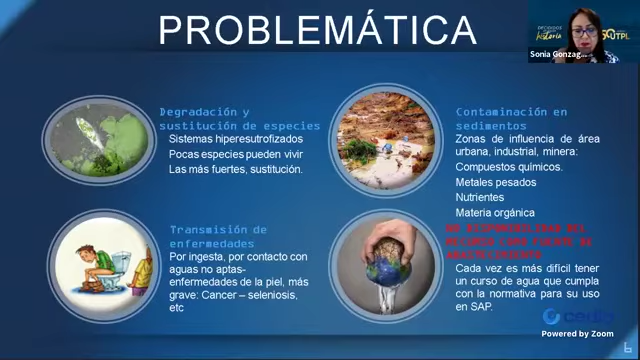 PROBLEMÁTICA
Sonia Gonzag
UTPL
Degradación y
sustitución de especies
Sistemas hiperesutrofizados
Pocas especies pueden vivir
Las más fuertes, sustitución.
Contaminación en
sedimentos
Zonas de influencia de área
urbana, industrial, minera:
Compuestos químicos.
Metales pesados
Nutrientes
Materia orgánica
Transmisión de
enfermedades
Por ingesta, por contacto con
aguas no aptas-
enfermedades de la piel, más
grave: Cancer – seleniosis,
etc
NO DISPONIBILIDAD DEL
RECURSO COMO FUENTE DE
ABASTECIMIENTO
Cada vez es más difícil tener
un curso de agua que cumpla
con la normativa para su uso
en SAP.
Powered by Zoom
6